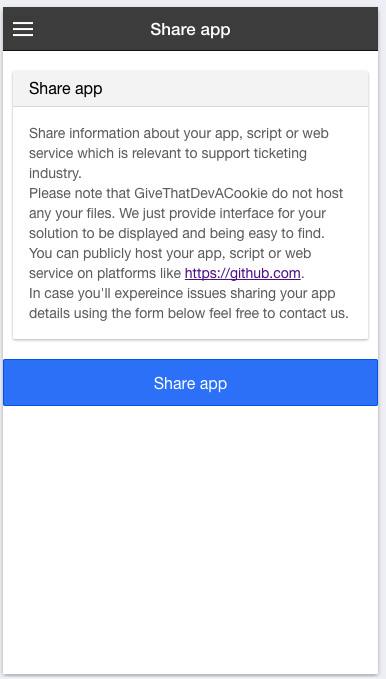 Share app
Share app
Share information about your app, script or web
service which is relevant to support ticketing
industry.
Please note that GiveThatDevACookie do not host
any your files. We just provide interface for your
solution to be displayed and being easy to find.
You can publicly host your app, script or web
service on platforms like https://github.com.
In case you'll expereince issues sharing your app
details using the form below feel free to contact us.
Share app